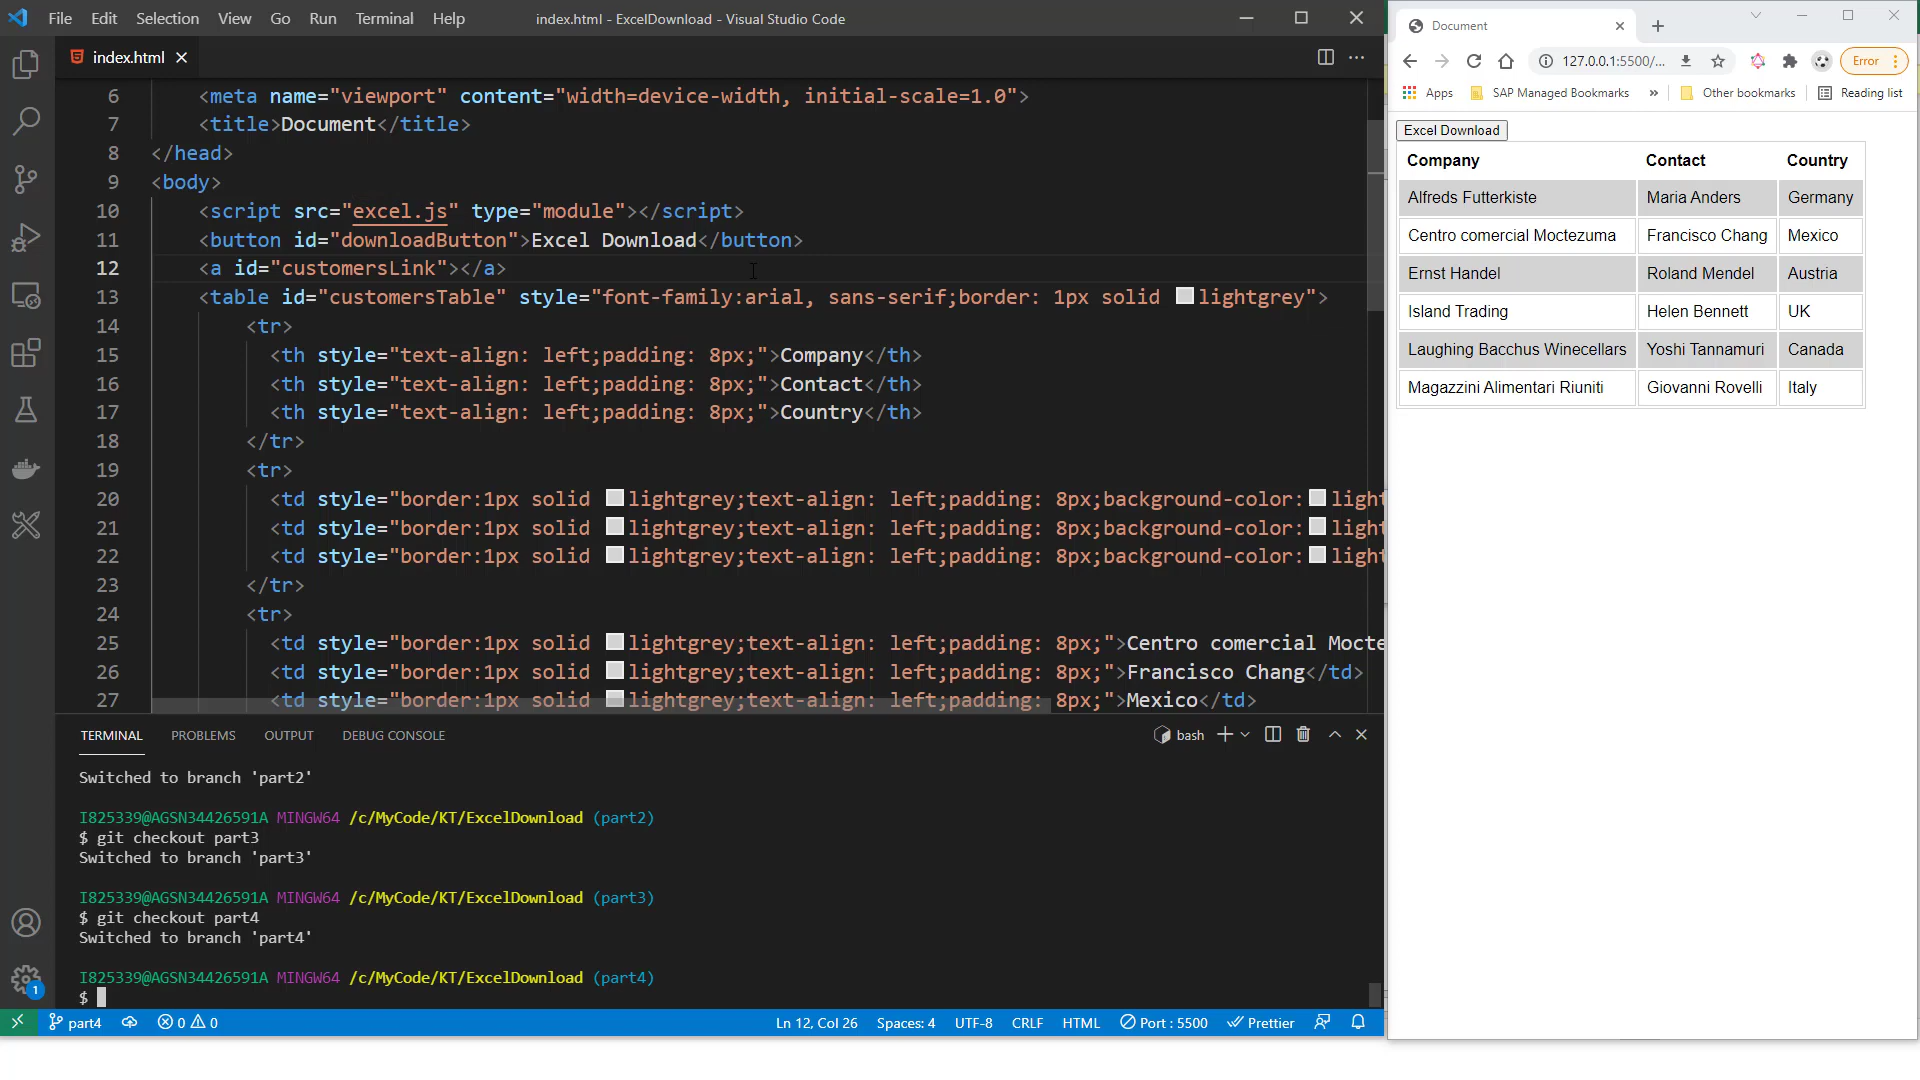 File Edit Selection View Go Run Terminal Help
index.html - ExcelDownload - Visual Studio Code
index.html
6 <meta name="viewport" content="width=device-width, initial-scale=1.0">
7 <title>Document</title>
8 </head>
9 <body>
10 <script src="excel.js" type="module"></script>
11 <button id="downloadButton">Excel Download</button>
12 <a id="customersLink"></a>
13 <table id="customersTable" style="font-family:arial, sans-serif;border: 1px solid lightgrey">
14 <tr>
15 <th style="text-align: left;padding: 8px;">Company</th>
16 <th style="text-align: left;padding: 8px;">Contact</th>
17 <th style="text-align: left;padding: 8px;">Country</th>
18 </tr>
19 <tr>
20 <td style="border:1px solid lightgrey;text-align: left;padding: 8px;background-color: light
21 <td style="border:1px solid lightgrey;text-align: left;padding: 8px;background-color: light
22 <td style="border:1px solid lightgrey;text-align: left;padding: 8px;background-color: light
23 </tr>
24 <tr>
25 <td style="border:1px solid lightgrey;text-align: left;padding: 8px;">Centro comercial Mocte
26 <td style="border:1px solid lightgrey;text-align: left;padding: 8px;">Francisco Chang</td>
27 <td style="border:1px solid lightgrey;text-align: left;padding: 8px;">Mexico</td>
TERMINAL PROBLEMS OUTPUT DEBUG CONSOLE
bash
Switched to branch 'part2'
I825339@AGSN34426591A MINGW64 /c/MyCode/KT/ExcelDownload (part2)
$ git checkout part3
Switched to branch 'part3'
I825339@AGSN34426591A MINGW64 /c/MyCode/KT/ExcelDownload (part3)
$ git checkout part4
Switched to branch 'part4'
I825339@AGSN34426591A MINGW64 /c/MyCode/KT/ExcelDownload (part4)
$
1
part4 0 0 Ln 12, Col 26 Spaces: 4 UTF-8 CRLF HTML Port : 5500 Prettier
Document
127.0.0.1:5500/... Error
Apps SAP Managed Bookmarks » Other bookmarks Reading list
Excel Download
Company Contact Country
Alfreds Futterkiste Maria Anders Germany
Centro comercial Moctezuma Francisco Chang Mexico
Ernst Handel Roland Mendel Austria
Island Trading Helen Bennett UK
Laughing Bacchus Winecellars Yoshi Tannamuri Canada
Magazzini Alimentari Riuniti Giovanni Rovelli Italy